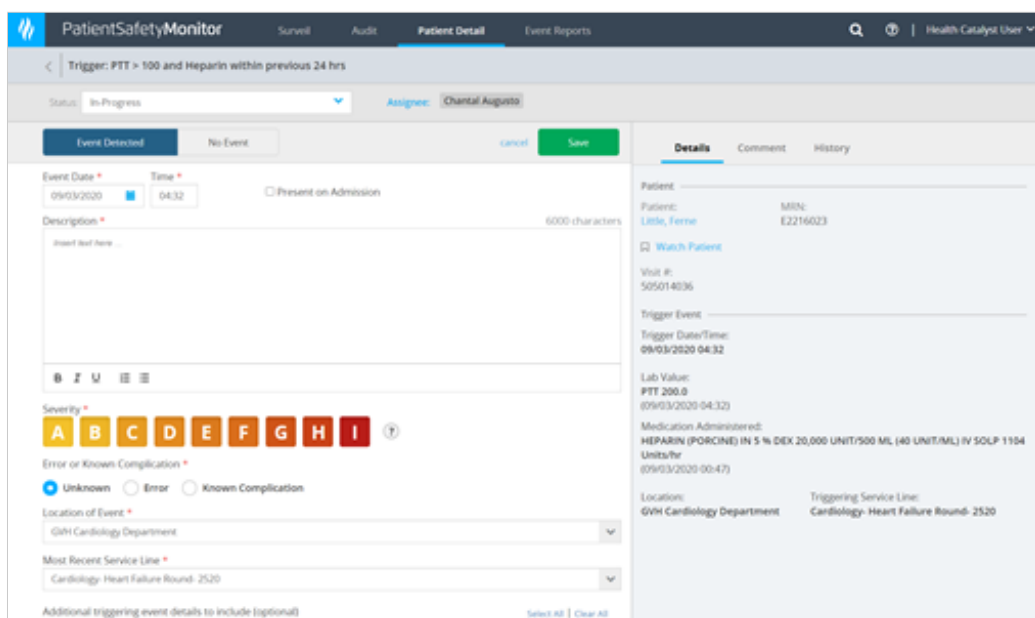 PatientSafetyMonitor
Surveil
Audit
Patient Detail
Event Reports
Health Catalyst User
Trigger: PTT > 100 and Heparin within previous 24 hrs
Status: In-Progress
Assignee: Chantal Augusto
Event Detected
No Event
cancel
Save
Event Date *
Time *
09/03/2020
04:32
Present on Admission
Description *
6000 characters
Insert text here ...
B I U
Severity *
A B C D E F G H I
?
Error or Known Complication *
Unknown
Error
Known Complication
Location of Event *
GVH Cardiology Department
Most Recent Service Line *
Cardiology- Heart Failure Round- 2520
Additional triggering event details to include (optional)
Select All | Clear All
Details
Comment
History
Patient
Patient:
MRN:
Little, Ferne
E2216023
Watch Patient
Visit #:
505014036
Trigger Event
Trigger Date/Time:
09/03/2020 04:32
Lab Value:
PTT 200.0
(09/03/2020 04:32)
Medication Administered:
HEPARIN (PORCINE) IN 5 % DEX 20,000 UNIT/500 ML (40 UNIT/ML) IV SOLP 1104
Units/hr
(09/03/2020 00:47)
Location:
Triggering Service Line:
GVH Cardiology Department
Cardiology- Heart Failure Round- 2520